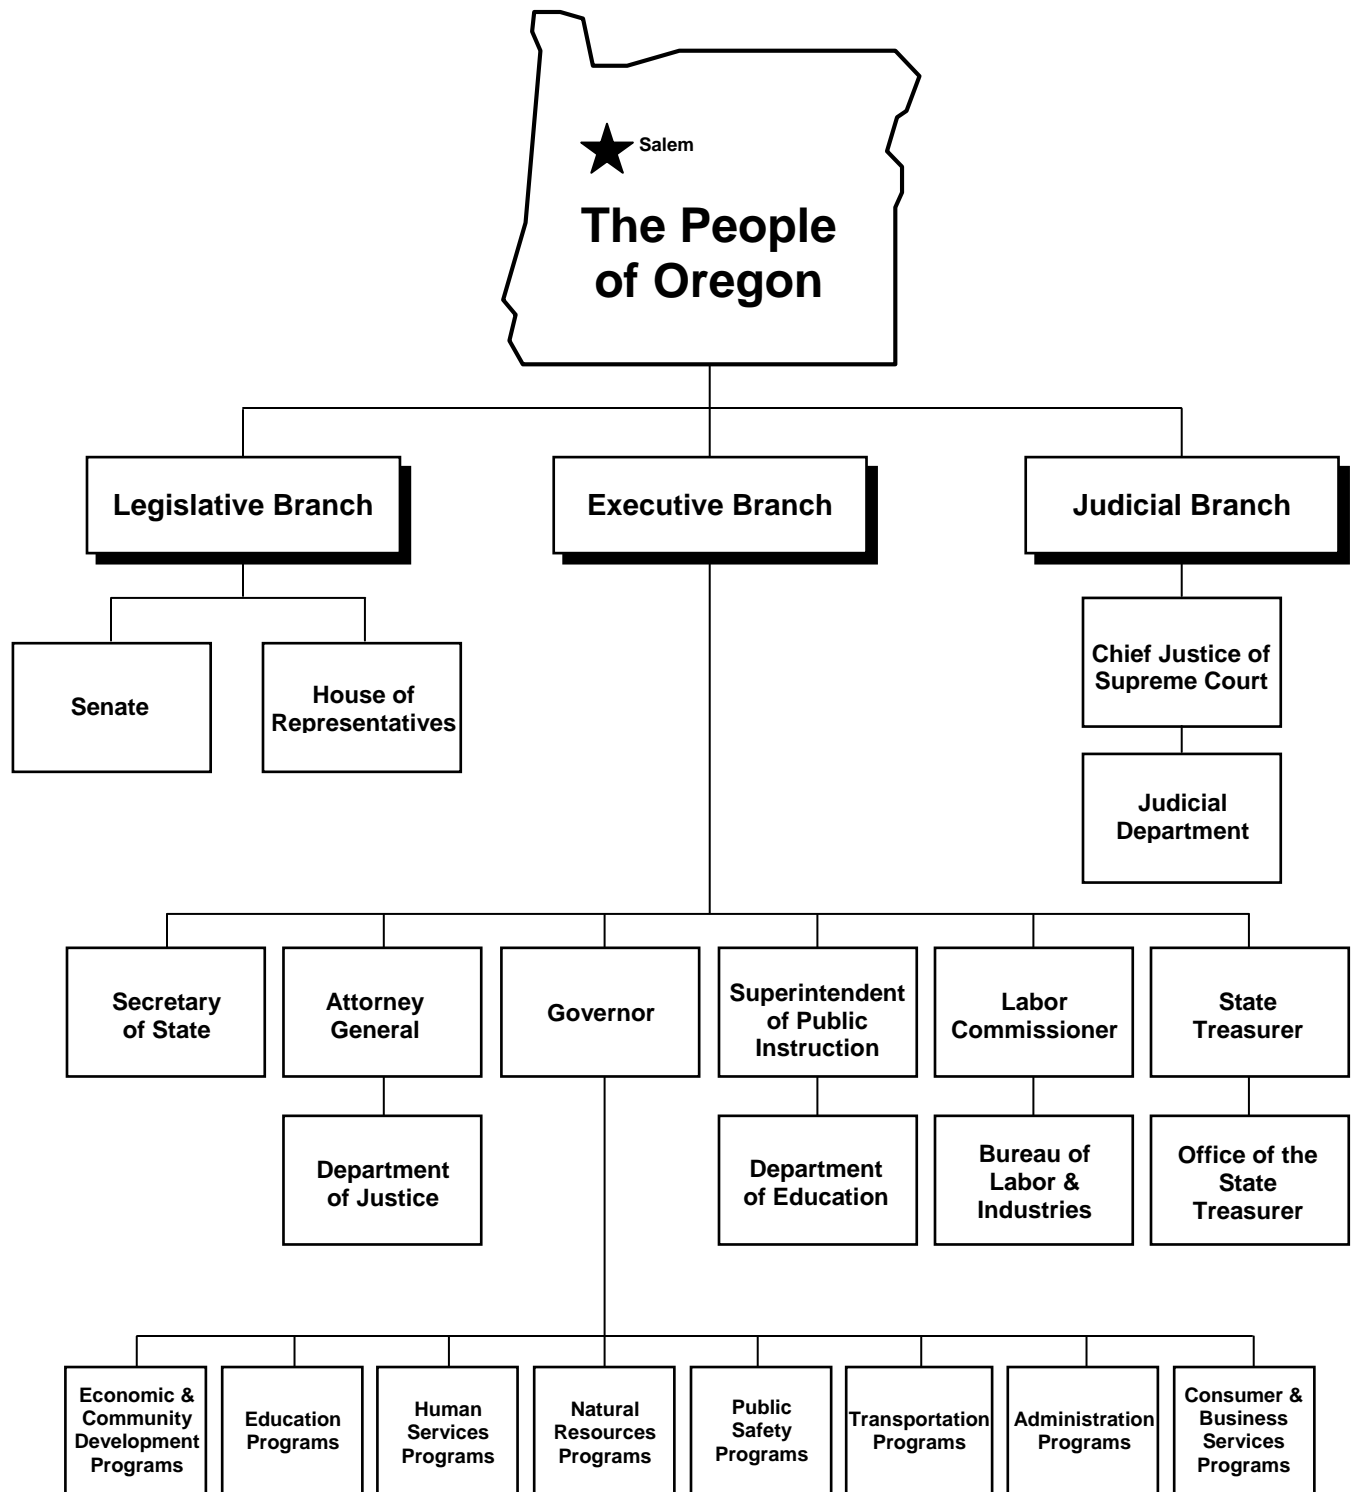 Salem
The People
of Oregon
Legislative Branch
Executive Branch
Judicial Branch
Senate
House of
Representatives
Chief Justice of
Supreme Court
Judicial
Department
Secretary
of State
Attorney
General
Governor
Superintendent
of Public
Instruction
Labor
Commissioner
State
Treasurer
Department
of Justice
Department
of Education
Bureau of
Labor &
Industries
Office of the
State
Treasurer
Economic &
Community
Development
Programs
Education
Programs
Human
Services
Programs
Natural
Resources
Programs
Public
Safety
Programs
Transportation
Programs
Administration
Programs
Consumer &
Business
Services
Programs